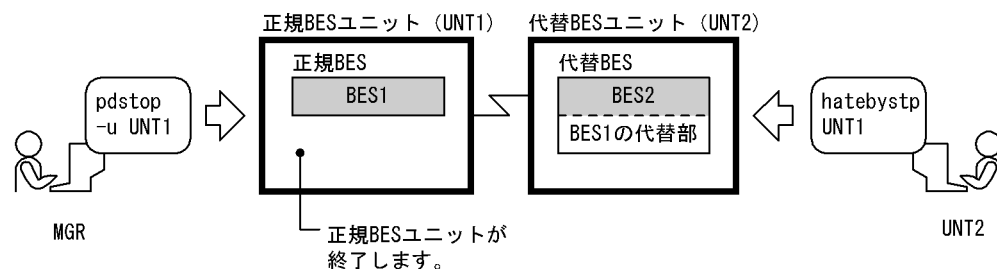 正規BESユニット（UNT1）
代替BESユニット（UNT2）
正規BES
代替BES
pdstop
-u UNT1
BES1
BES2
BES1の代替部
hatebystp
UNT1
MGR
UNT2
正規BESユニットが
終了します。